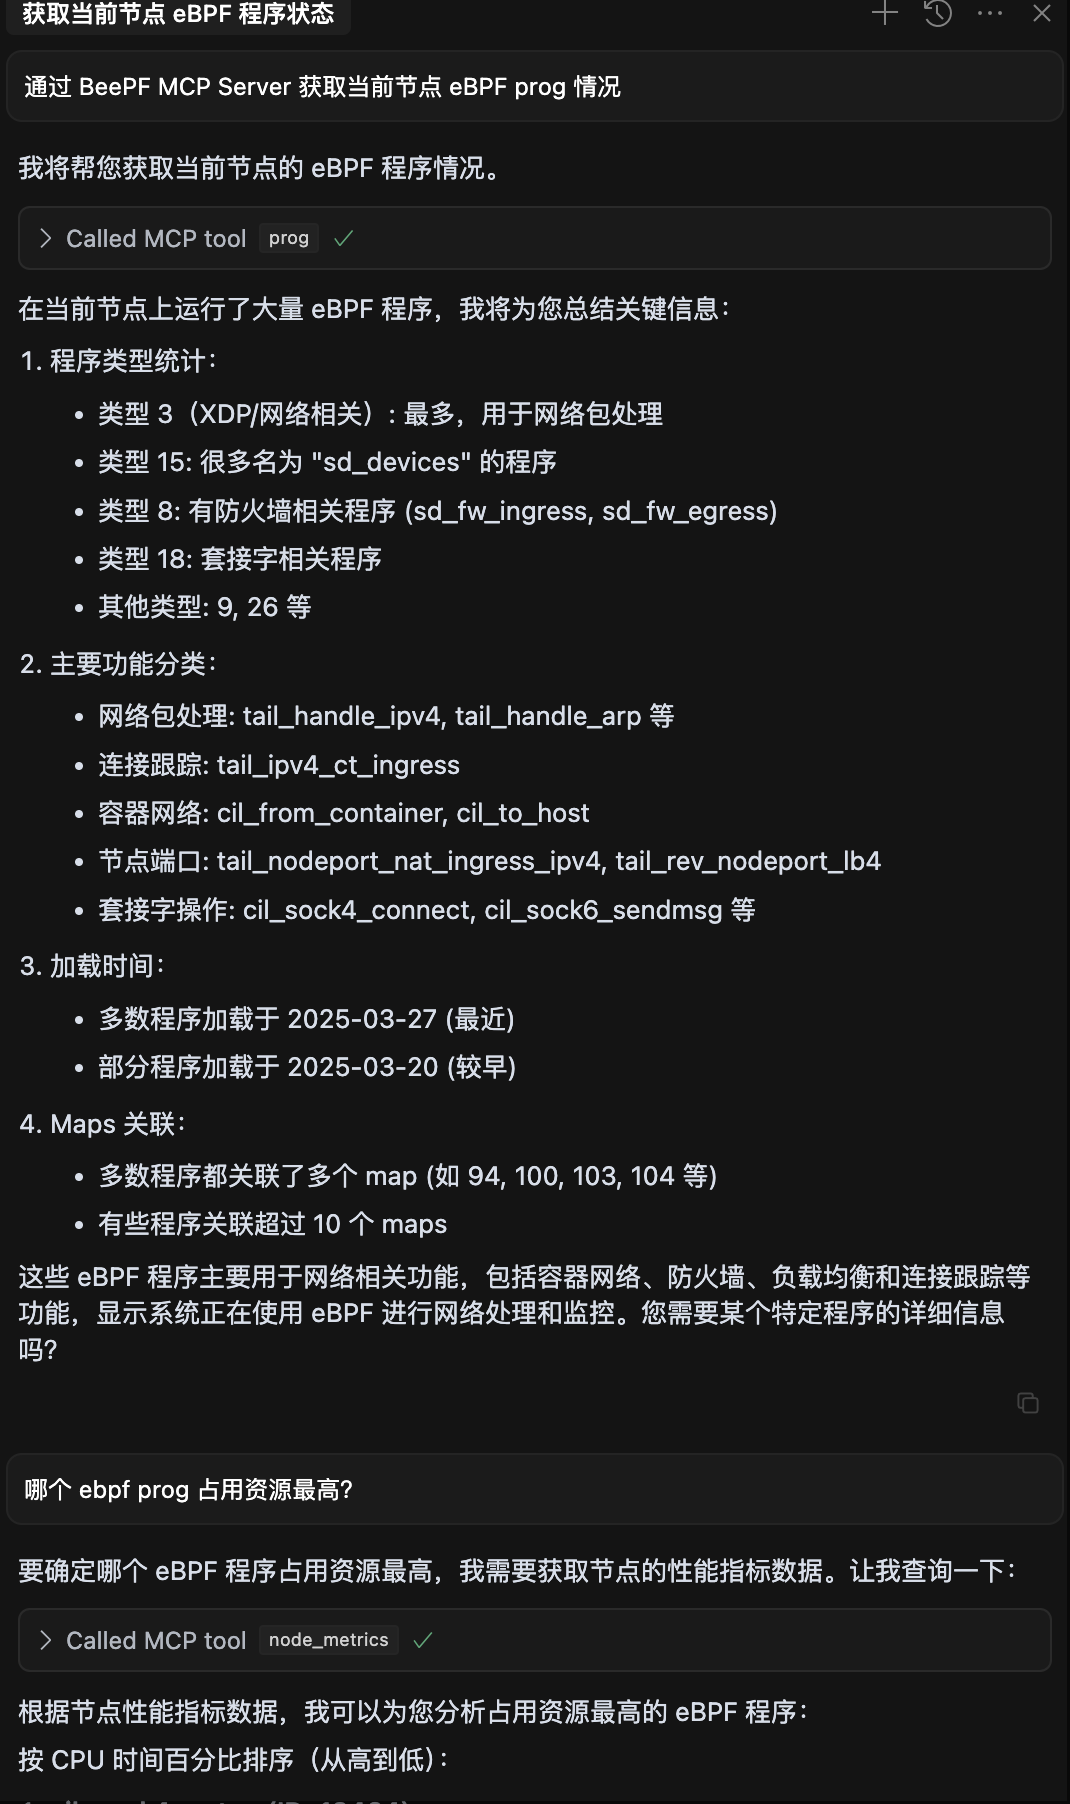 获取当前节点 eBPF 程序状态
通过 BeePF MCP Server 获取当前节点 eBPF prog 情况
我将帮您获取当前节点的 eBPF 程序情况。
Called MCP tool prog
在当前节点上运行了大量 eBPF 程序，我将为您总结关键信息：
1. 程序类型统计：
• 类型 3（XDP/网络相关）: 最多，用于网络包处理
• 类型 15: 很多名为 "sd_devices" 的程序
• 类型 8: 有防火墙相关程序 (sd_fw_ingress, sd_fw_egress)
• 类型 18: 套接字相关程序
• 其他类型: 9, 26 等
2. 主要功能分类：
• 网络包处理: tail_handle_ipv4, tail_handle_arp 等
• 连接跟踪: tail_ipv4_ct_ingress
• 容器网络: cil_from_container, cil_to_host
• 节点端口: tail_nodeport_nat_ingress_ipv4, tail_rev_nodeport_lb4
• 套接字操作: cil_sock4_connect, cil_sock6_sendmsg 等
3. 加载时间：
• 多数程序加载于 2025-03-27 (最近)
• 部分程序加载于 2025-03-20 (较早)
4. Maps 关联：
• 多数程序都关联了多个 map (如 94, 100, 103, 104 等)
• 有些程序关联超过 10 个 maps
这些 eBPF 程序主要用于网络相关功能，包括容器网络、防火墙、负载均衡和连接跟踪等
功能，显示系统正在使用 eBPF 进行网络处理和监控。您需要某个特定程序的详细信息
吗?
哪个 ebpf prog 占用资源最高?
要确定哪个 eBPF 程序占用资源最高，我需要获取节点的性能指标数据。让我查询一下：
Called MCP tool node_metrics
根据节点性能指标数据，我可以为您分析占用资源最高的 eBPF 程序：
按 CPU 时间百分比排序（从高到低）：